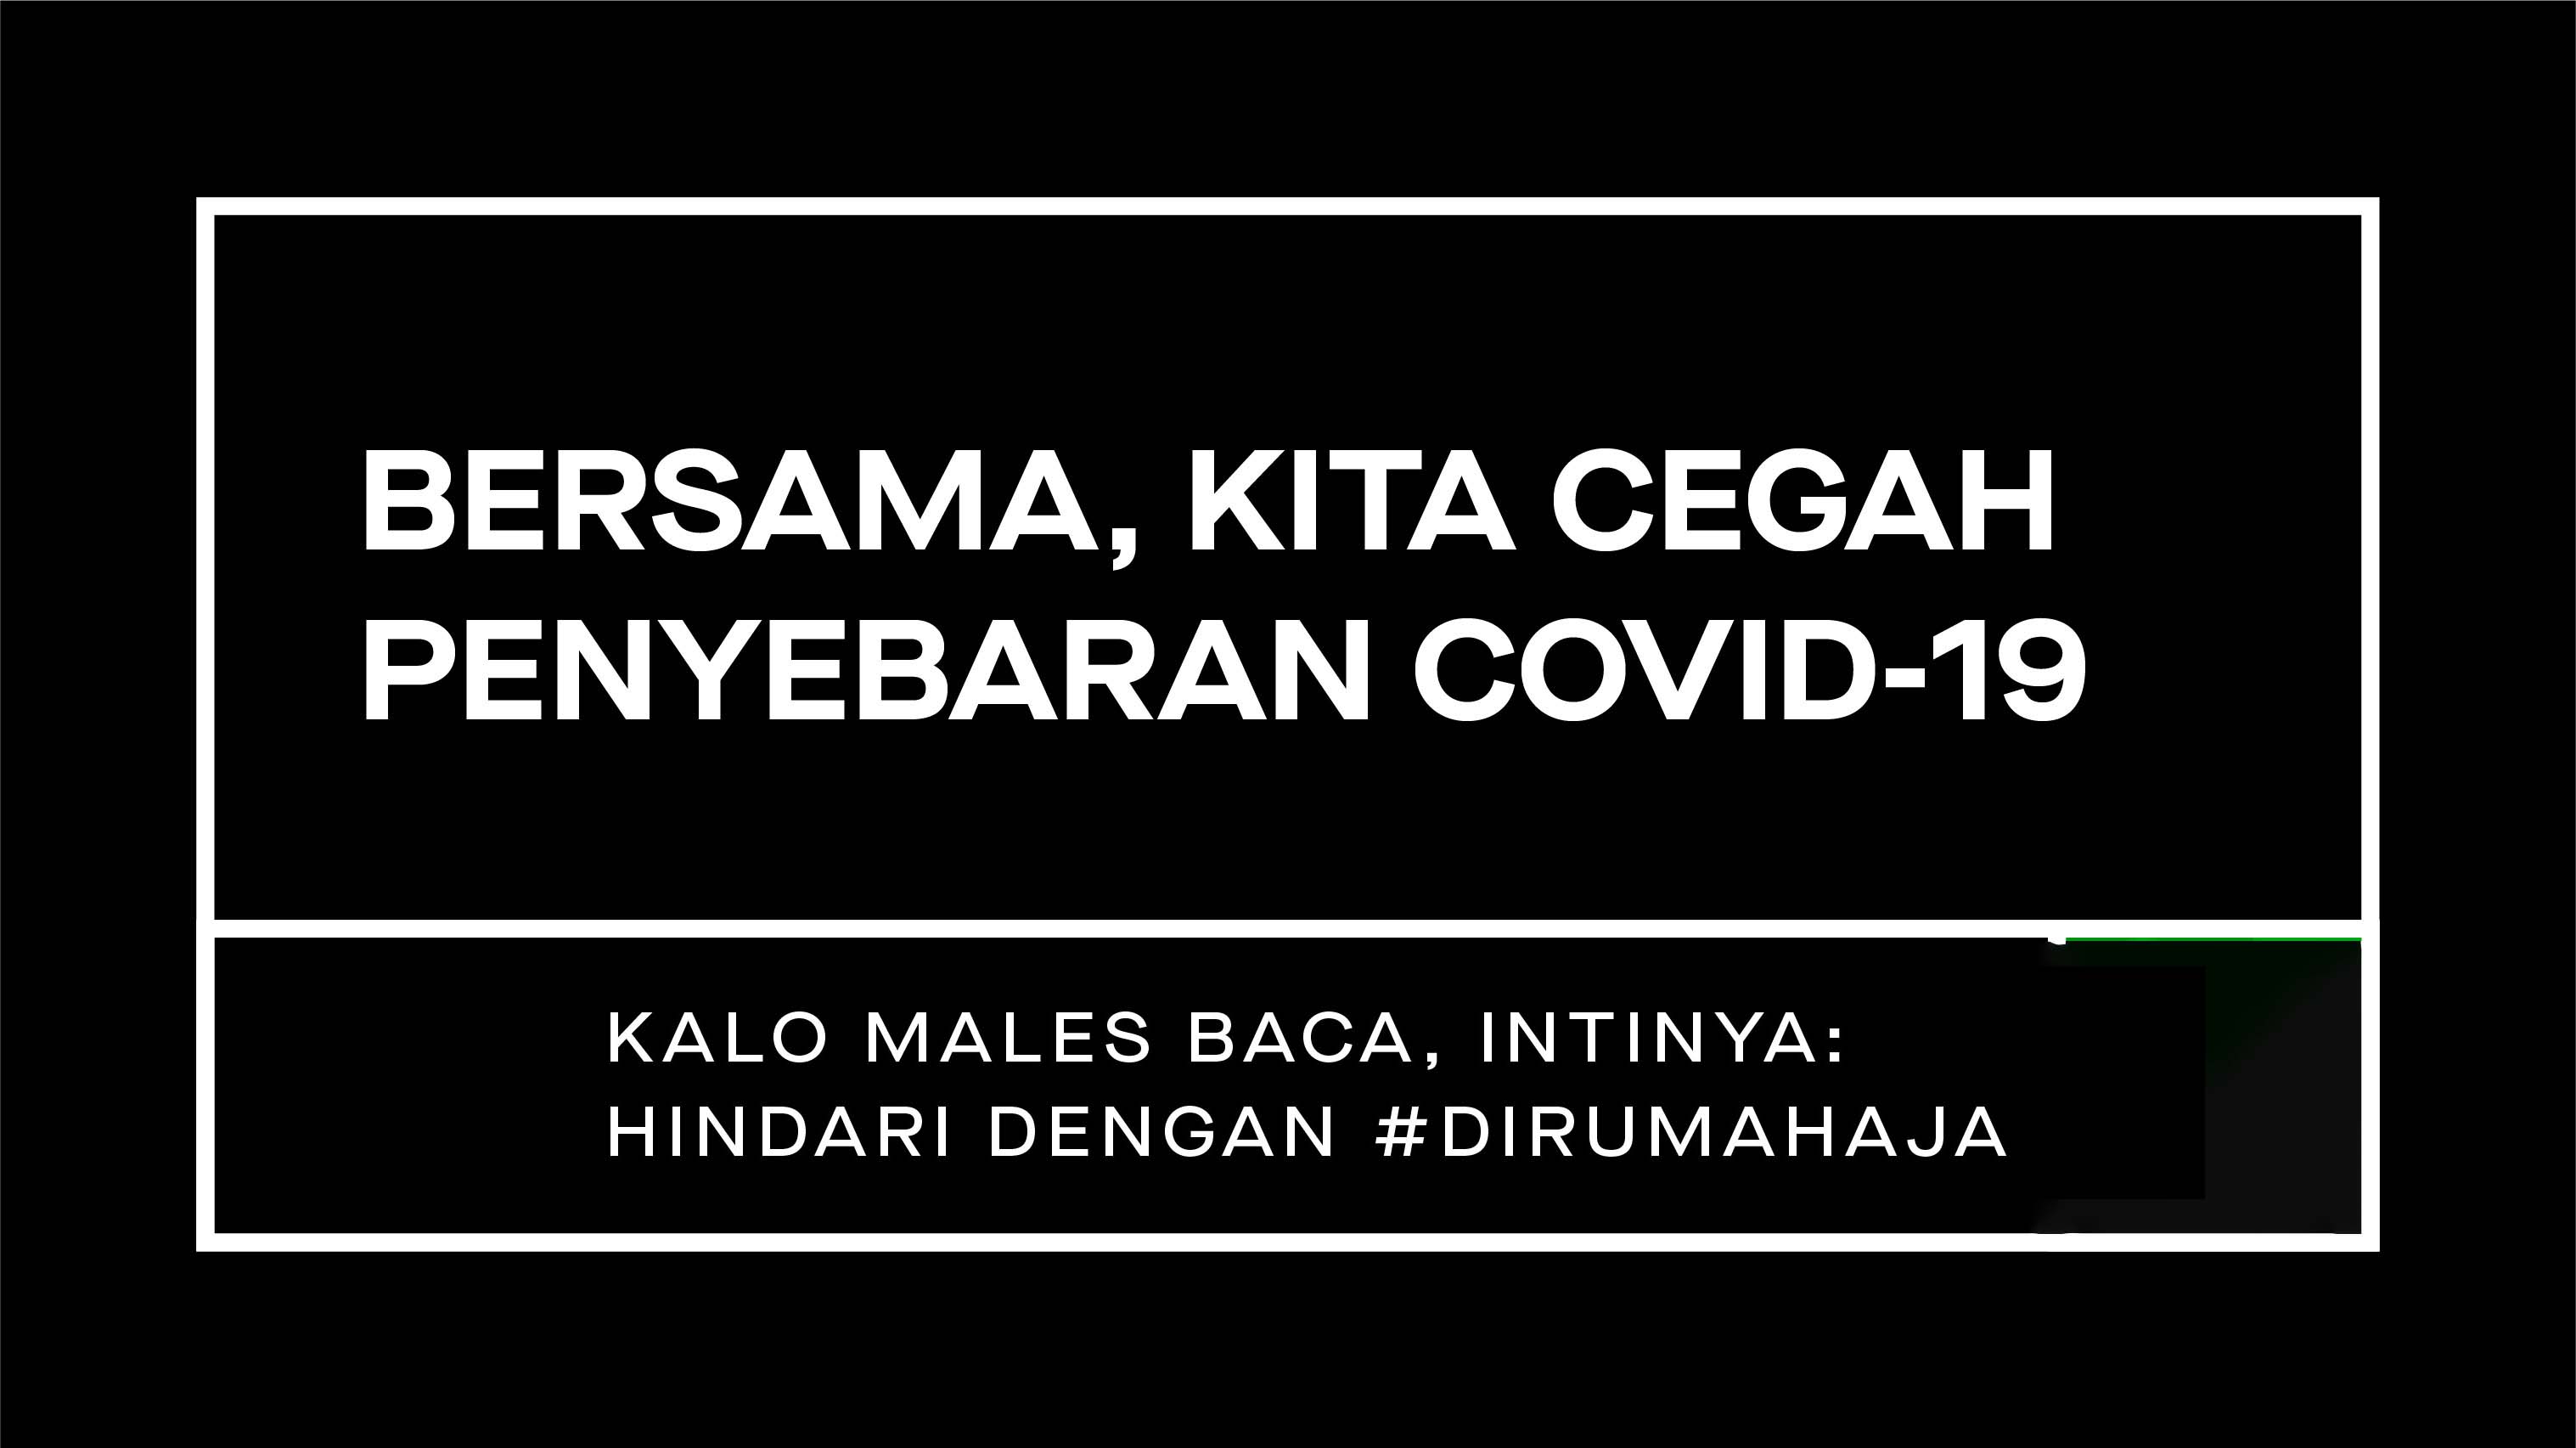 BERSAMA, KITA CEGAH
PENYEBARAN COVID-19
KALO MALES BACA, INTINYA:
HINDARI DENGAN #DIRUMAHAJA